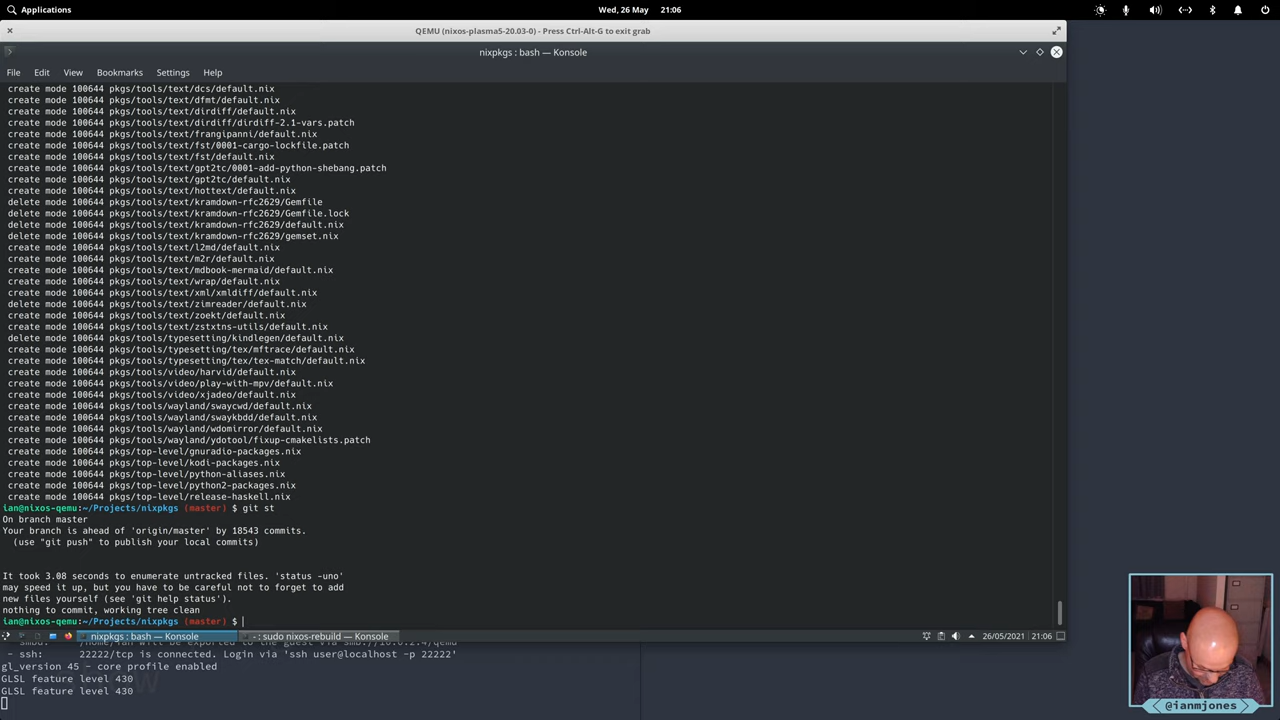 Applications
Wed, 26 May 21:06
QEMU (nixos-plasma5-20.03-0) - Press Ctrl-Alt-G to exit grab
nixpkgs : bash — Konsole
File Edit View Bookmarks Settings Help
create mode 100644 pkgs/tools/text/dcs/default.nix
create mode 100644 pkgs/tools/text/dfmt/default.nix
create mode 100644 pkgs/tools/text/dirdiff/default.nix
create mode 100644 pkgs/tools/text/dirdiff/dirdiff-2.1-vars.patch
create mode 100644 pkgs/tools/text/frangipanni/default.nix
create mode 100644 pkgs/tools/text/fst/0001-cargo-lockfile.patch
create mode 100644 pkgs/tools/text/fst/default.nix
create mode 100644 pkgs/tools/text/gpt2tc/0001-add-python-shebang.patch
create mode 100644 pkgs/tools/text/gpt2tc/default.nix
create mode 100644 pkgs/tools/text/hottext/default.nix
delete mode 100644 pkgs/tools/text/kramdown-rfc2629/Gemfile
delete mode 100644 pkgs/tools/text/kramdown-rfc2629/Gemfile.lock
delete mode 100644 pkgs/tools/text/kramdown-rfc2629/default.nix
delete mode 100644 pkgs/tools/text/kramdown-rfc2629/gemset.nix
create mode 100644 pkgs/tools/text/l2md/default.nix
create mode 100644 pkgs/tools/text/m2r/default.nix
create mode 100644 pkgs/tools/text/mdbook-mermaid/default.nix
create mode 100644 pkgs/tools/text/wrap/default.nix
create mode 100644 pkgs/tools/text/xml/xmldiff/default.nix
delete mode 100644 pkgs/tools/text/zimreader/default.nix
create mode 100644 pkgs/tools/text/zoekt/default.nix
create mode 100644 pkgs/tools/text/zstxtns-utils/default.nix
delete mode 100644 pkgs/tools/typesetting/kindlegen/default.nix
create mode 100644 pkgs/tools/typesetting/tex/mftrace/default.nix
create mode 100644 pkgs/tools/typesetting/tex/tex-match/default.nix
create mode 100644 pkgs/tools/video/harvid/default.nix
create mode 100644 pkgs/tools/video/play-with-mpv/default.nix
create mode 100644 pkgs/tools/video/xjadeo/default.nix
create mode 100644 pkgs/tools/wayland/swaycwd/default.nix
create mode 100644 pkgs/tools/wayland/swaykbdd/default.nix
create mode 100644 pkgs/tools/wayland/wdomirror/default.nix
create mode 100644 pkgs/tools/wayland/ydotool/fixup-cmakelists.patch
create mode 100644 pkgs/top-level/gnuradio-packages.nix
create mode 100644 pkgs/top-level/kodi-packages.nix
create mode 100644 pkgs/top-level/python-aliases.nix
create mode 100644 pkgs/top-level/python2-packages.nix
create mode 100644 pkgs/top-level/release-haskell.nix
ian@nixos-qemu:~/Projects/nixpkgs (master) $ git st
On branch master
Your branch is ahead of 'origin/master' by 18543 commits.
(use "git push" to publish your local commits)
It took 3.08 seconds to enumerate untracked files. 'status -uno'
may speed it up, but you have to be careful not to forget to add
new files yourself (see 'git help status').
nothing to commit, working tree clean
ian@nixos-qemu:~/Projects/nixpkgs (master) $
nixpkgs : bash — Konsole
- : sudo nixos-rebuild — Konsole
26/05/2021 21:06
- ssh: 22222/tcp is connected. Login via 'ssh user@localhost -p 22222'
gl_version 45 - core profile enabled
GLSL feature level 430
GLSL feature level 430
@ianmjones